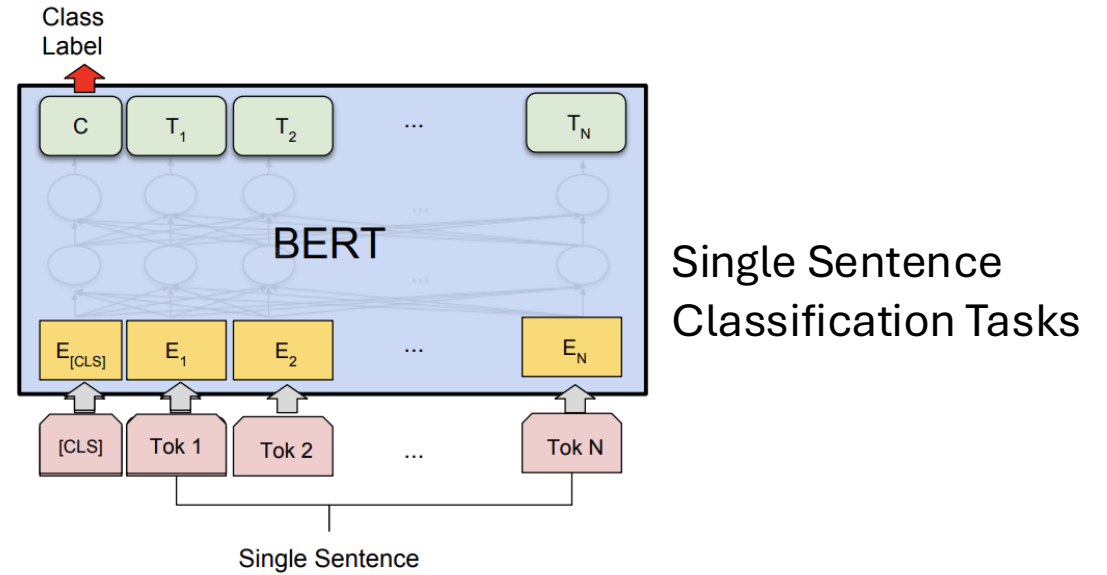 Class
Label
C T1 T2 ... TN
...
BERT
...
E[CLS] E1 E2 ... EN
[CLS] Tok 1 Tok 2 ... Tok N
Single Sentence
Single Sentence
Classification Tasks